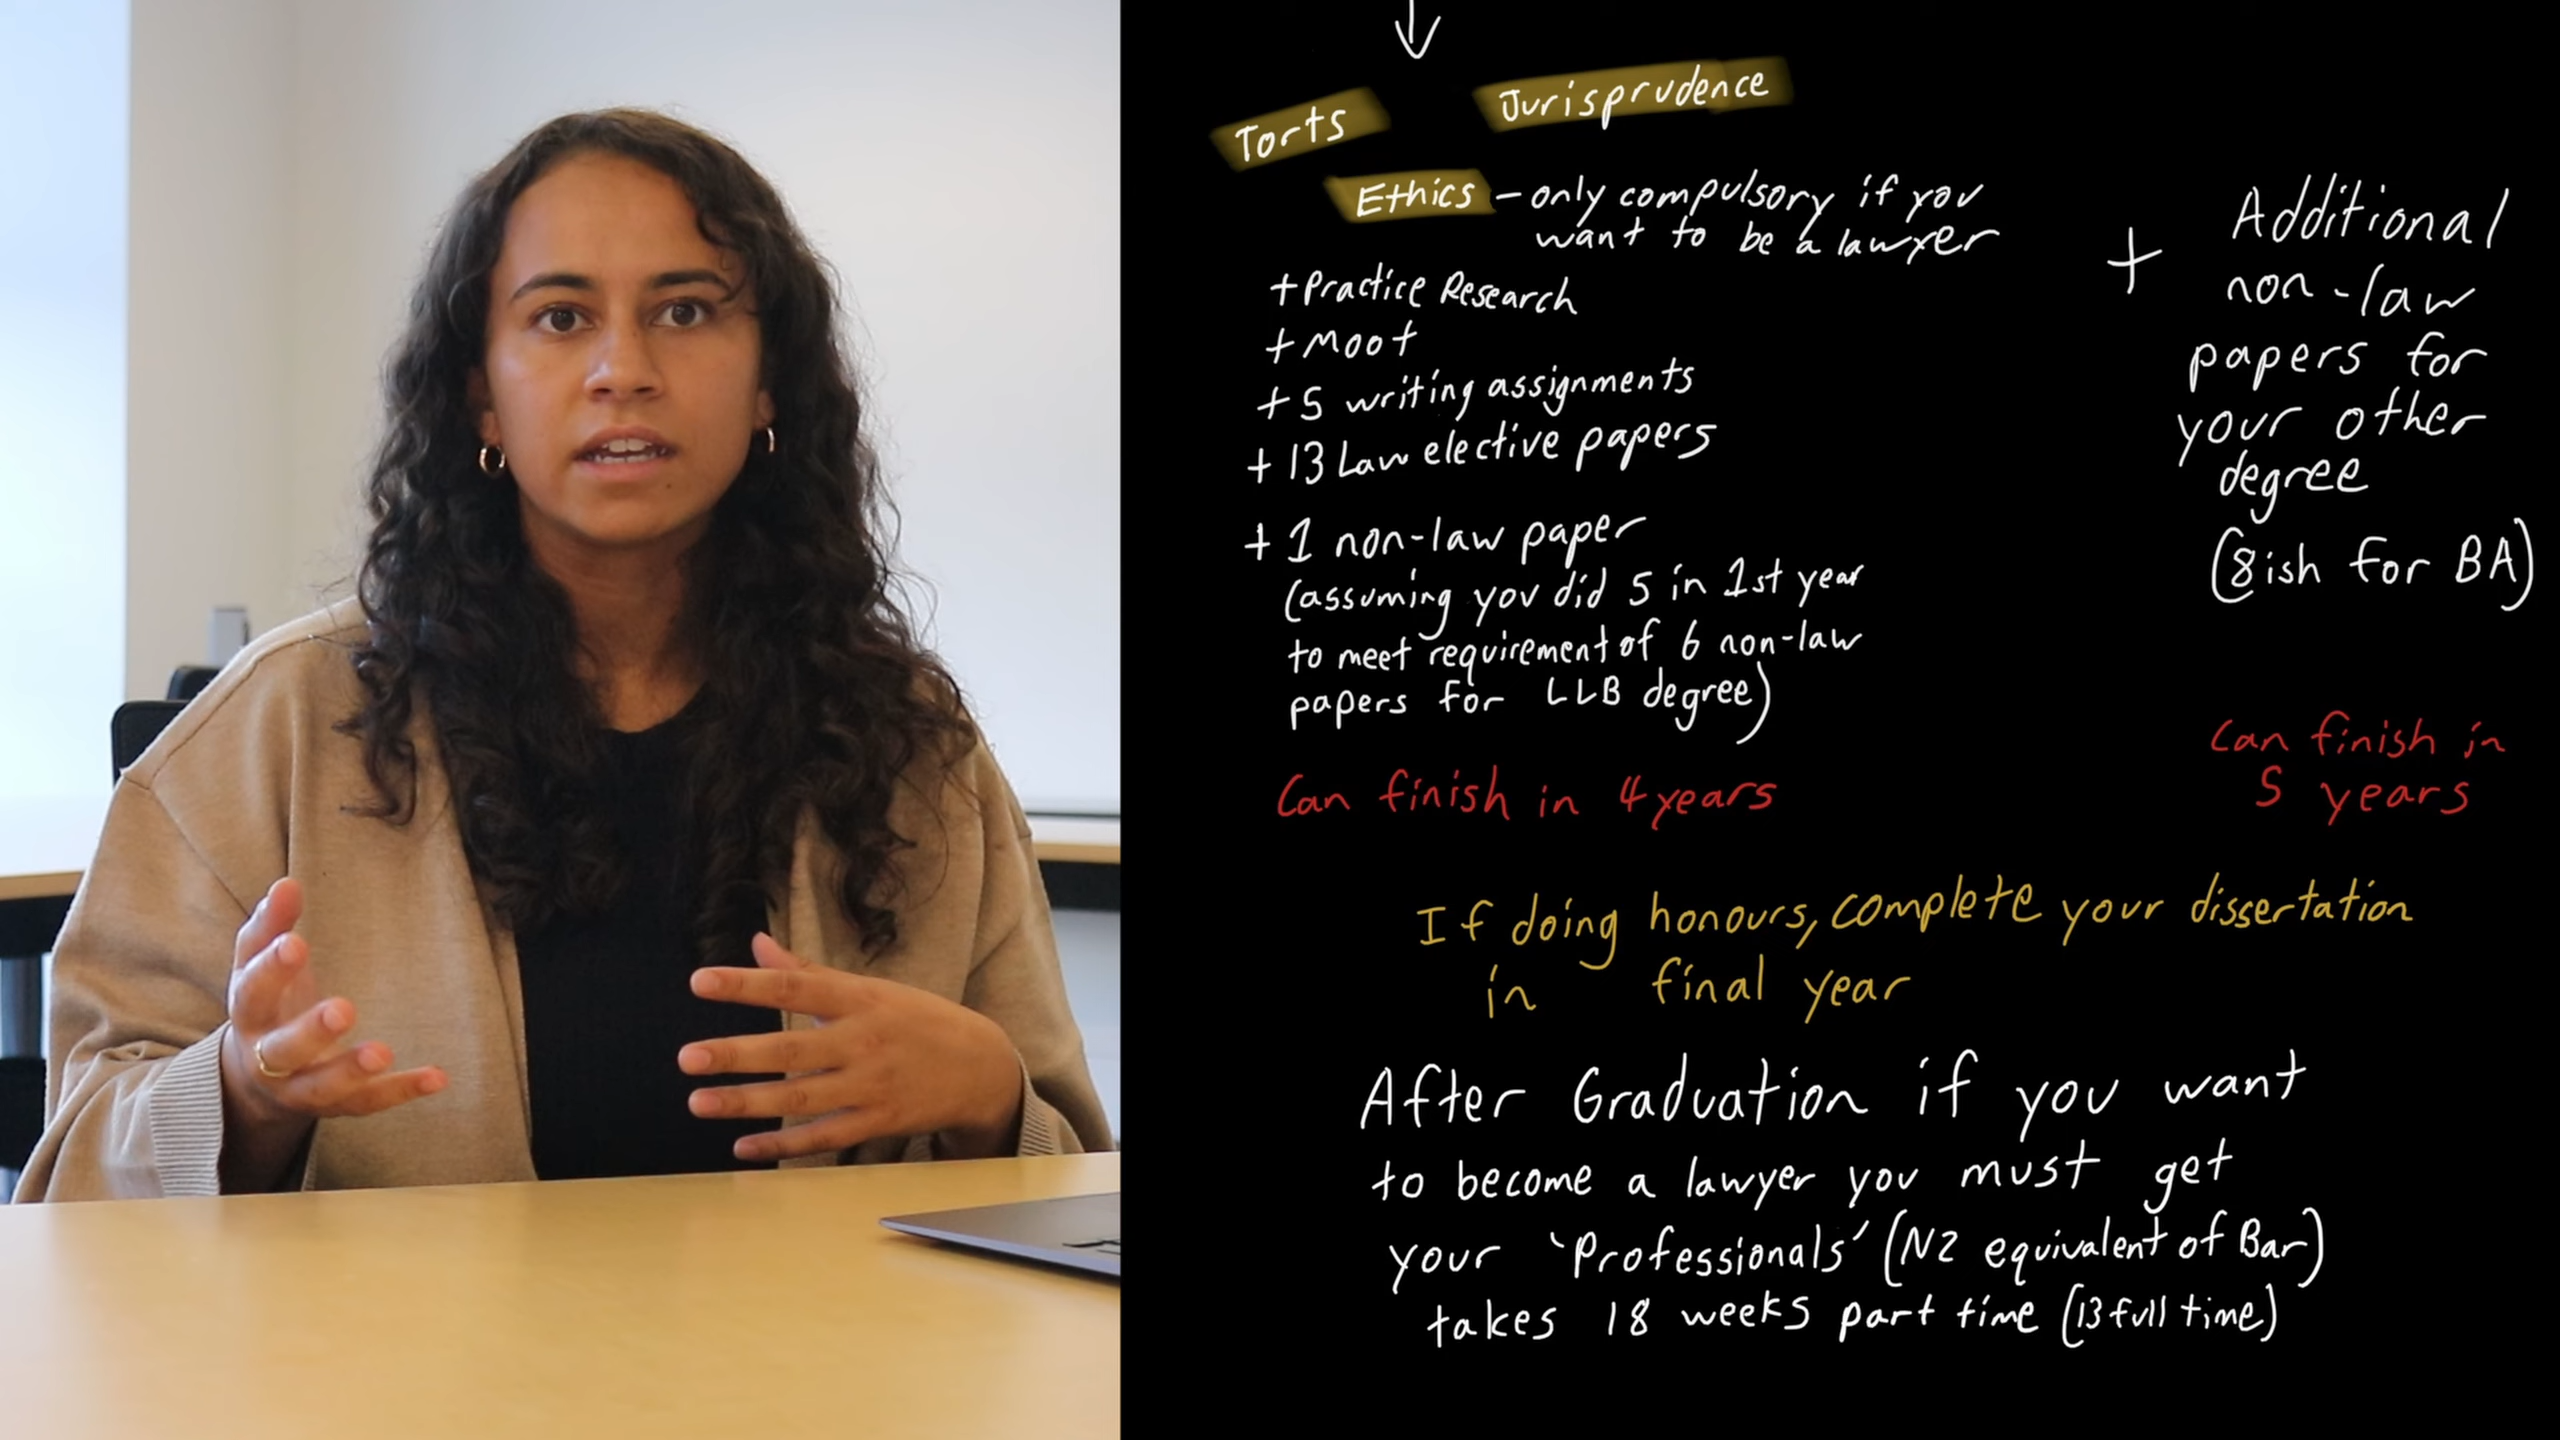 Torts
Jurisprudence
Ethics - only compulsory if you
want to be a lawyer
+ Practice Research
+ Moot
+ 5 writing assignments
+ 13 Law elective papers
+ 1 non-law paper
(assuming you did 5 in 1st year
to meet requirement of 6 non-law
papers for LLB degree)
Can finish in 4 years
+ Additional
non-law
papers for
your other
degree
(8ish for BA)
Can finish in
5 years
If doing honours, complete your dissertation
in final year
After Graduation if you want
to become a lawyer you must get
your 'Professionals' (NZ equivalent of Bar)
takes 18 weeks part time (13 full time)